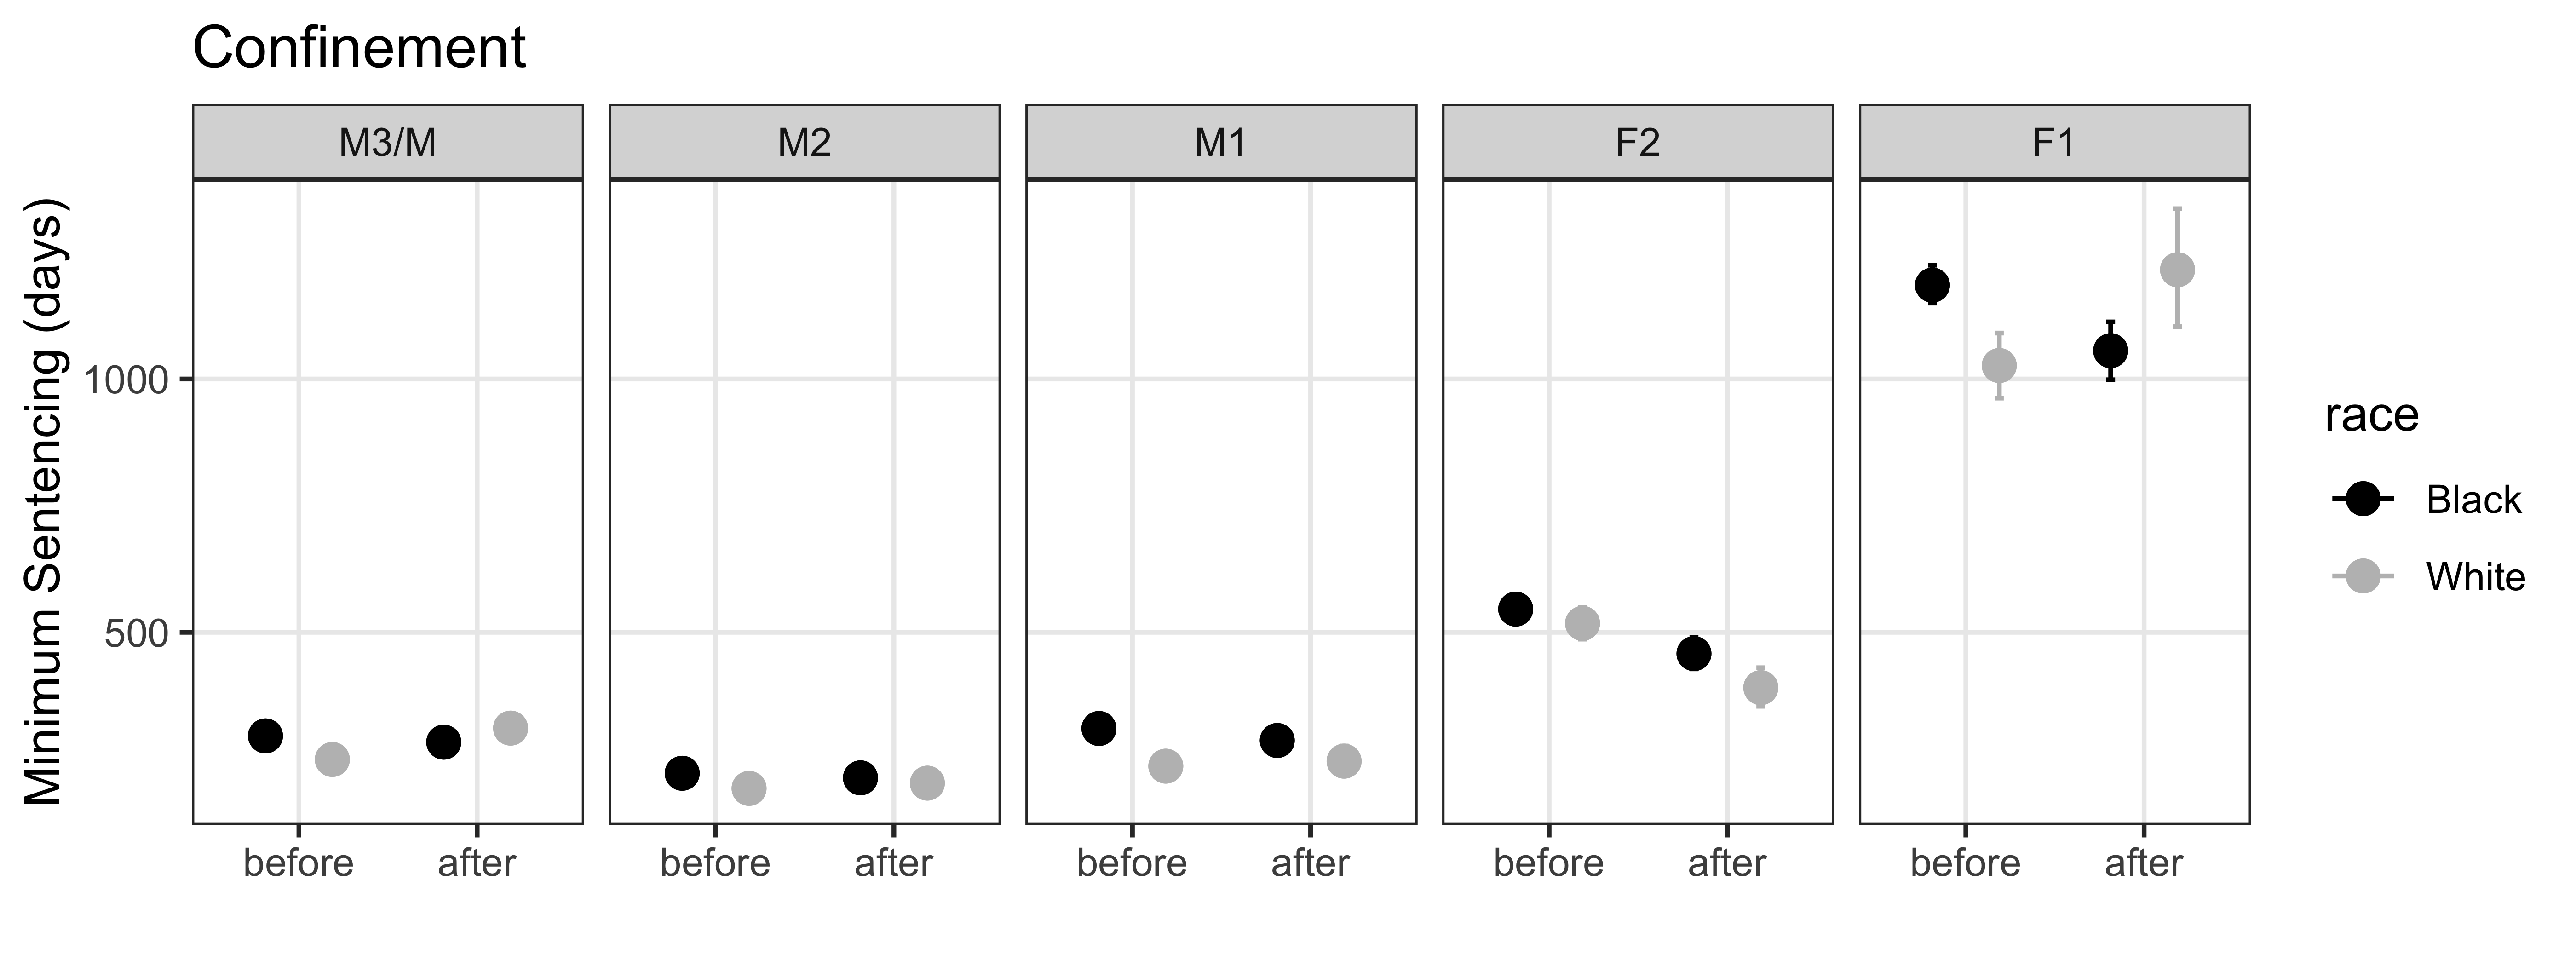 Confinement
M3/M M2 M1 F2 F1
Minimum Sentencing (days)
1000
500
before after before after before after before after before after
race
Black
White